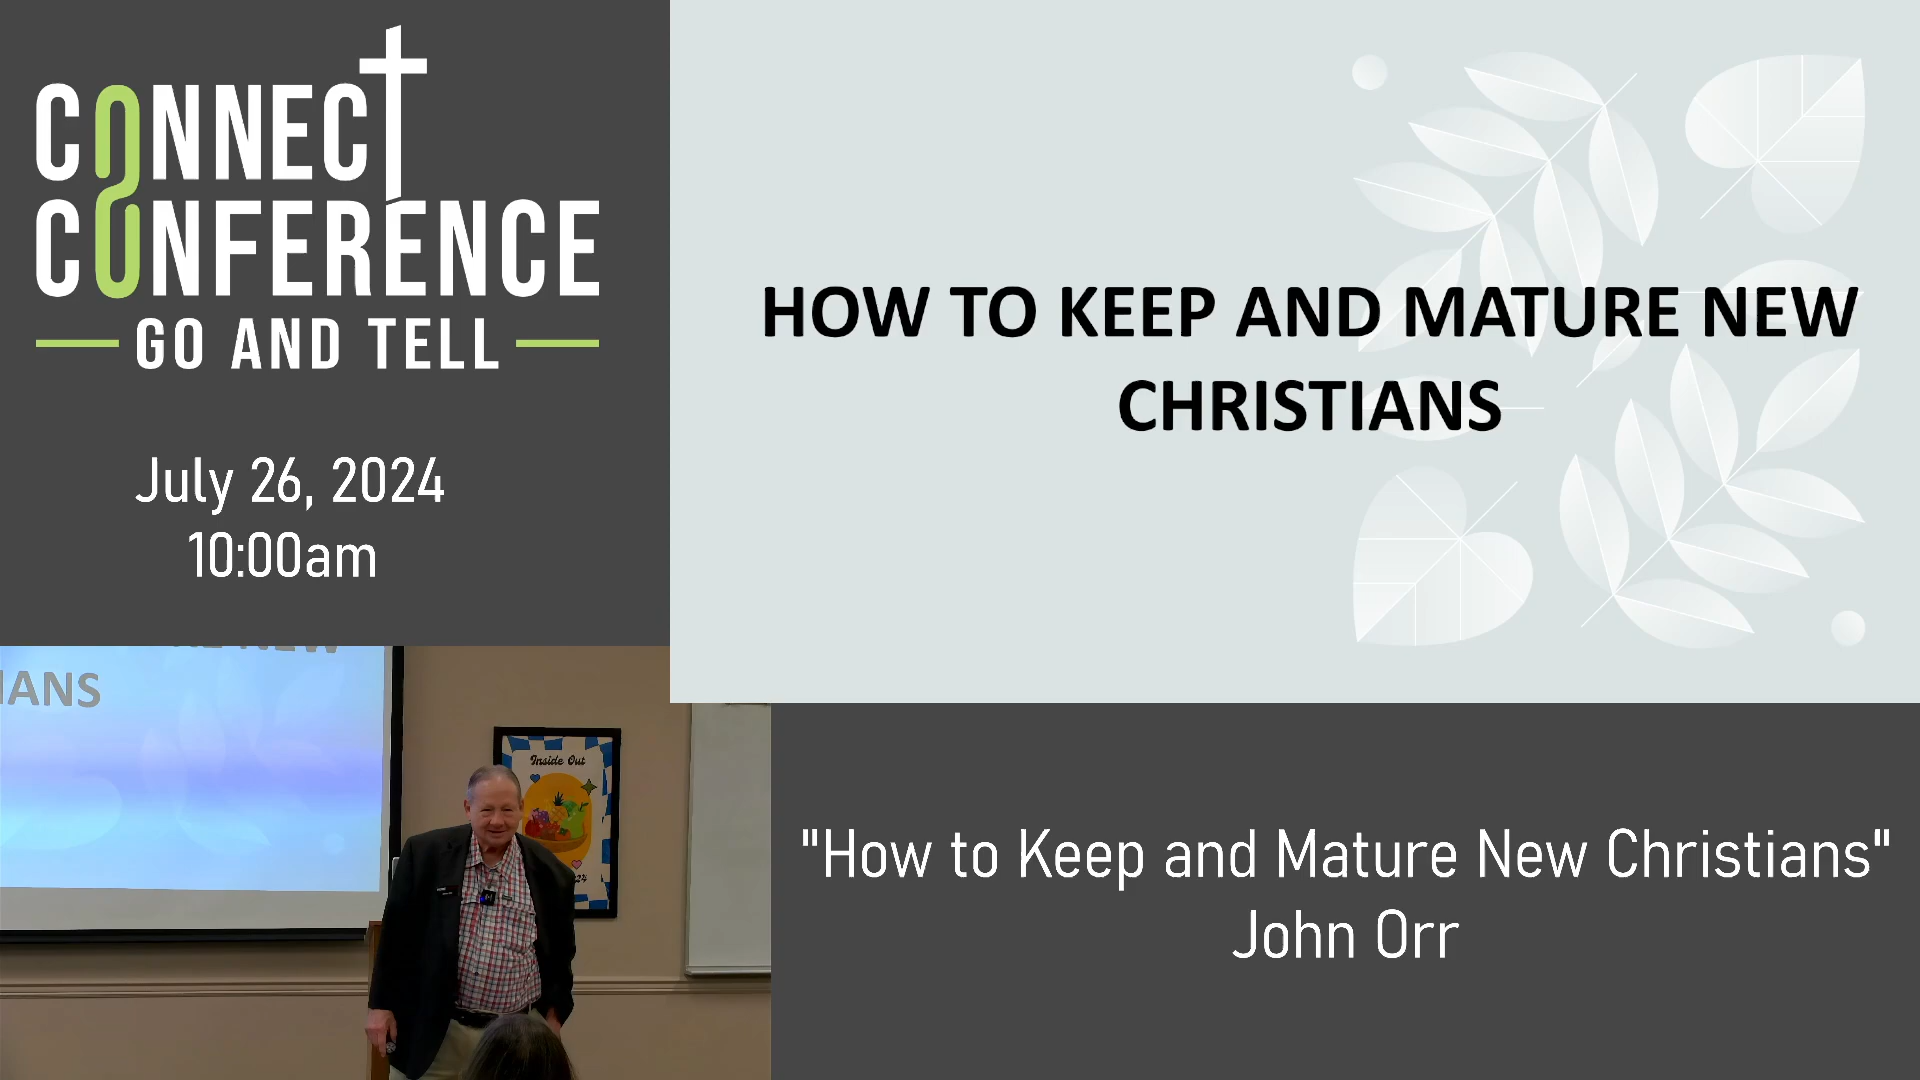 CONNECT
CONFERENCE
GO AND TELL
July 26, 2024
10:00am
HOW TO KEEP AND MATURE NEW
CHRISTIANS
NEW
IANS
Inside Out
"How to Keep and Mature New Christians"
John Orr